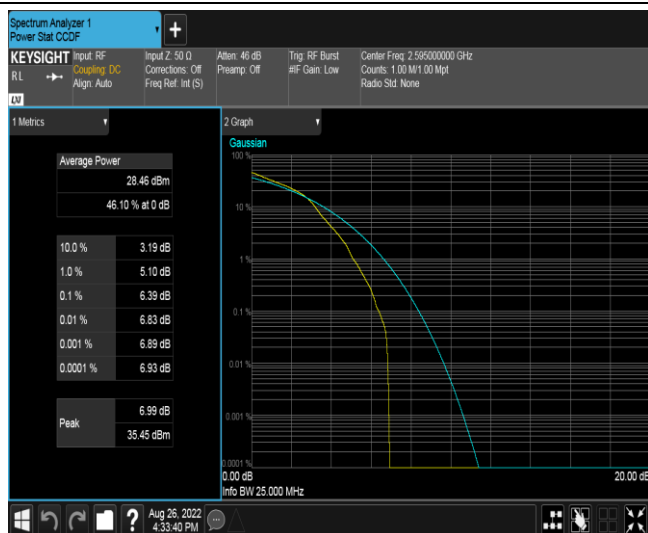 Spectrum Analyzer 1
Power Stat CCDF
+
KEYSIGHT
RL
LXI
Input: RF
Coupling: DC
Align: Auto
Input Z: 50 Ω
Corrections: Off
Freq Ref: Int (S)
Atten: 46 dB
Preamp: Off
Trig: RF Burst
#IF Gain: Low
Center Freq: 2.595000000 GHz
Counts: 1.00 M/1.00 Mpt
Radio Std: None
1 Metrics
Average Power
28.46 dBm
46.10 % at 0 dB
10.0 % 3.19 dB
1.0 % 5.10 dB
0.1 % 6.39 dB
0.01 % 6.83 dB
0.001 % 6.89 dB
0.0001 % 6.93 dB
Peak
6.99 dB
35.45 dBm
2 Graph
Gaussian
100 %
10 %
1 %
0.1 %
0.01 %
0.001 %
0.0001 %
0.00 dB
20.00 dB
Info BW 25.000 MHz
?
Aug 26, 2022
4:33:40 PM